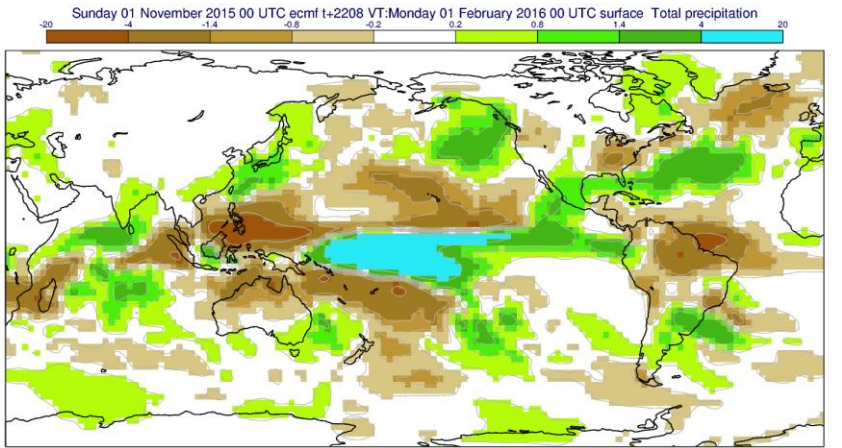 Sunday 01 November 2015 00 UTC ecmf t+2208 VT:Monday 01 February 2016 00 UTC surface Total precipitation
-20 -4 -1.4 -0.8 -0.2 0.2 0.8 1.4 4 20